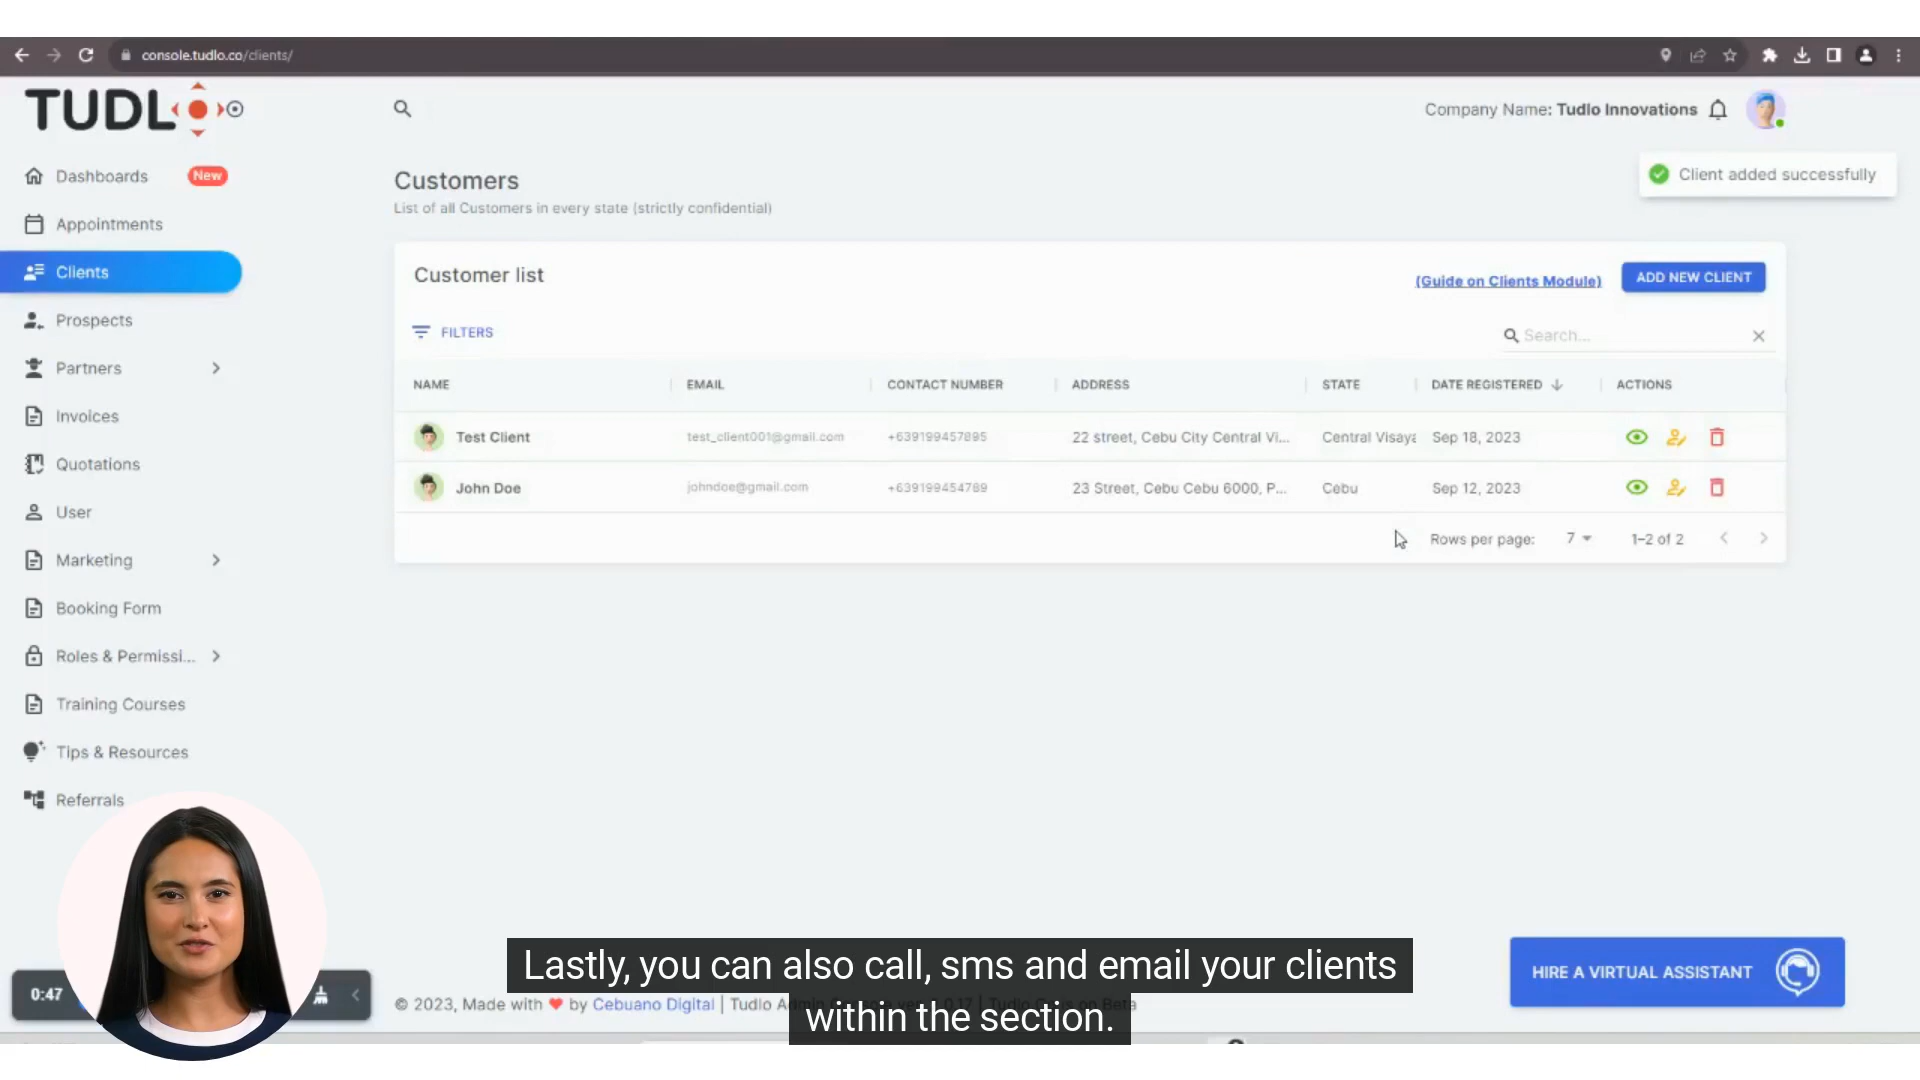 console.tudlo.co/clients/
TUDLO
Company Name: Tudlo Innovations
Client added successfully
Dashboards New
Appointments
Clients
Prospects
Partners
Invoices
Quotations
User
Marketing
Booking Form
Roles & Permissi...
Training Courses
Tips & Resources
Referrals
Customers
List of all Customers in every state (strictly confidential)
Customer list
(Guide on Clients Module)
ADD NEW CLIENT
FILTERS
Search...
NAME EMAIL CONTACT NUMBER ADDRESS STATE DATE REGISTERED ACTIONS
Test Client test_client001@gmail.com +639199457895 22 street, Cebu City Central Vi... Central Visaya Sep 18, 2023
John Doe johndoe@gmail.com +639199454789 23 Street, Cebu Cebu 6000, P... Cebu Sep 12, 2023
Rows per page: 7 1–2 of 2
HIRE A VIRTUAL ASSISTANT
0:47
© 2023, Made with ❤ by Cebuano Digital | Tudlo Admin
Lastly, you can also call, sms and email your clients
within the section.